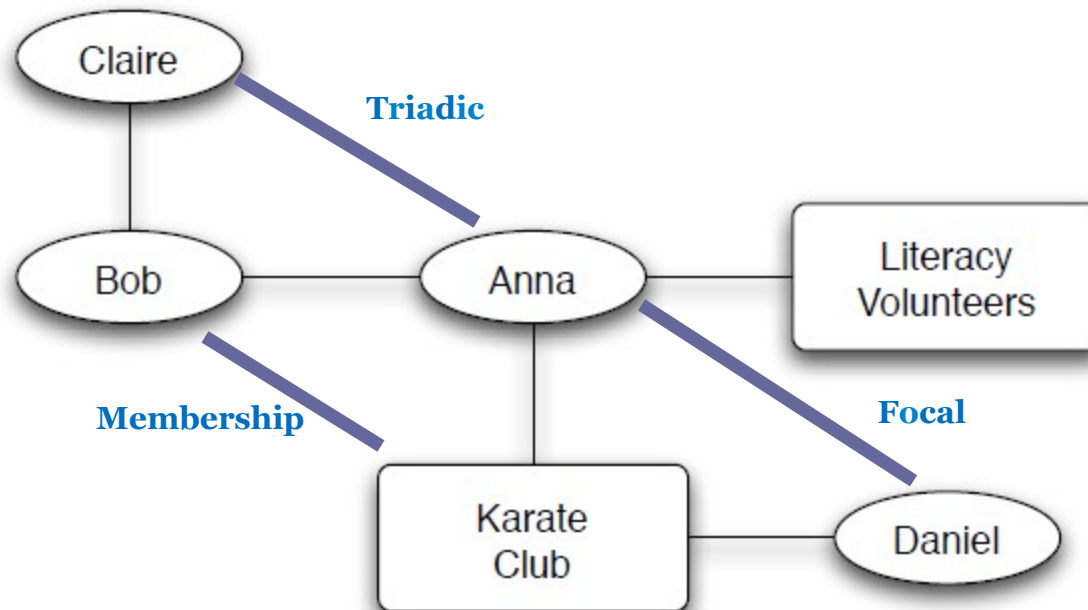 Claire
Triadic
Bob
Anna
Literacy
Volunteers
Membership
Focal
Karate
Club
Daniel